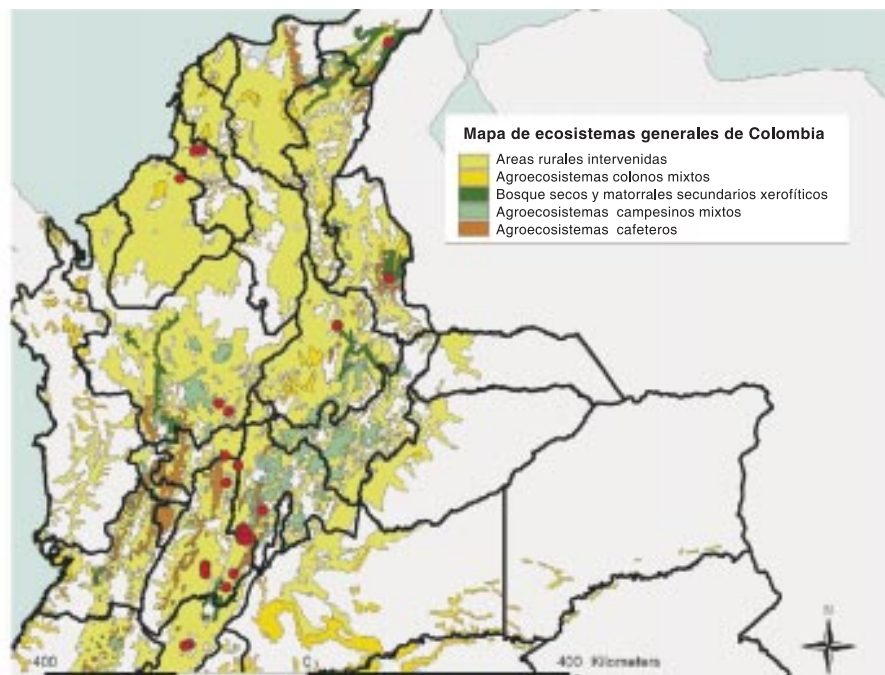 Mapa de ecosistemas generales de Colombia
Areas rurales intervenidas
Agroecosistemas colonos mixtos
Bosque secos y matorrales secundarios xerofíticos
Agroecosistemas campesinos mixtos
Agroecosistemas cafeteros
N
400 0 400 Kilometers